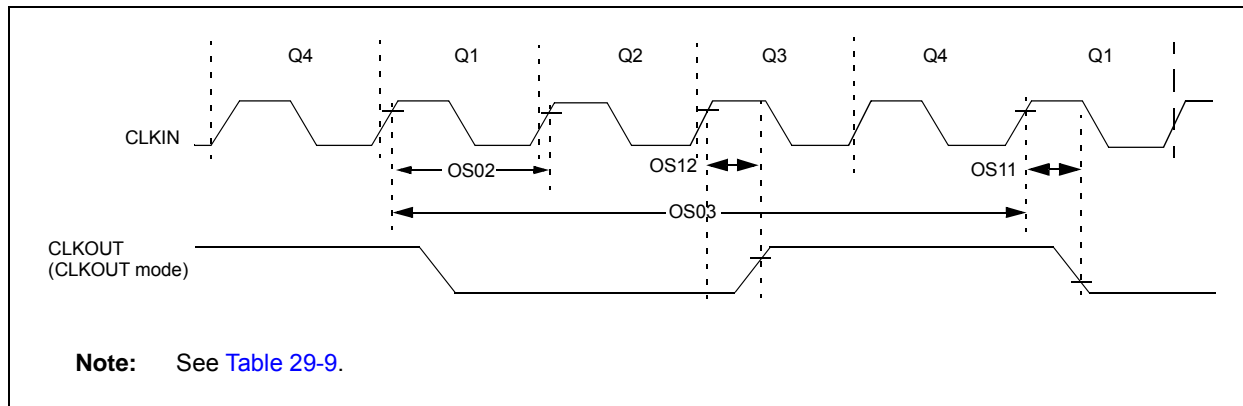 Q4 Q1 Q2 Q3 Q4 Q1
CLKIN
OS02
OS12
OS11
OS03
CLKOUT
(CLKOUT mode)
Note: See Table 29-9.